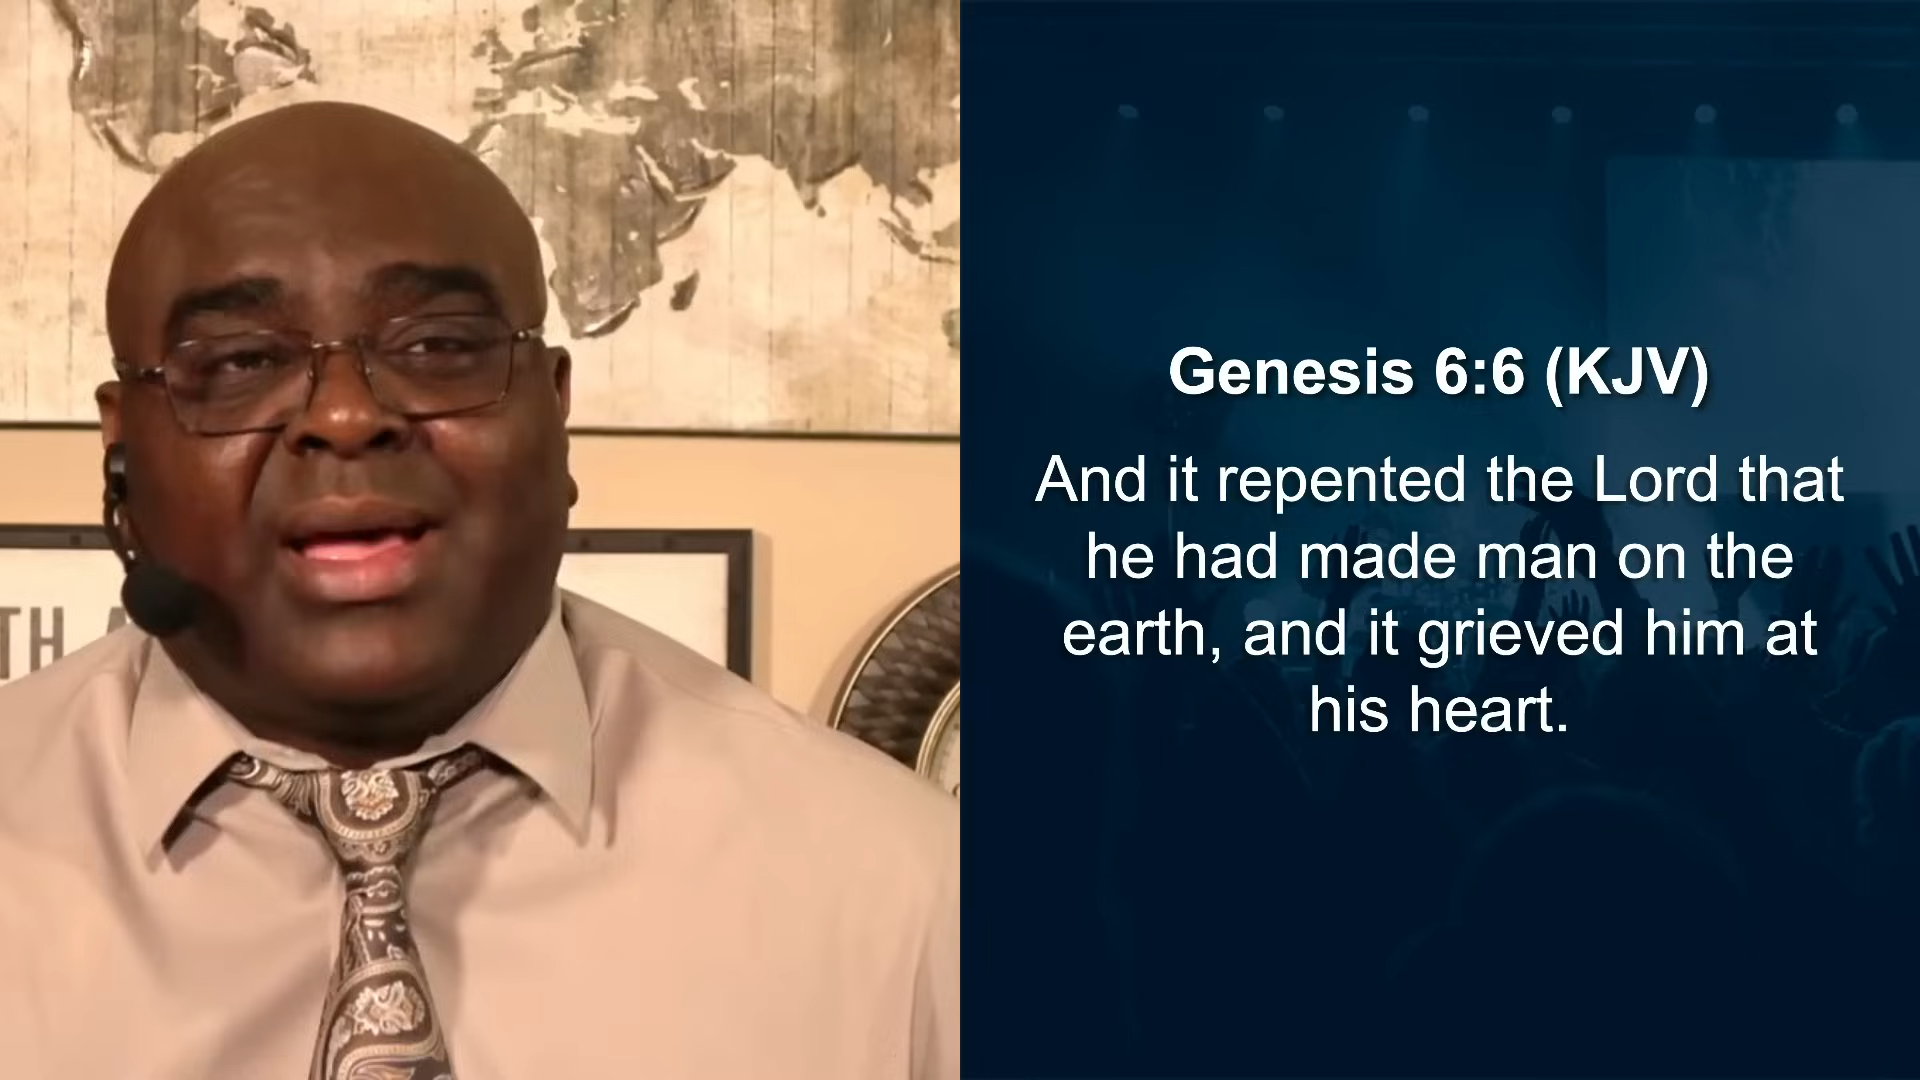 TH
Genesis 6:6 (KJV)
And it repented the Lord that
he had made man on the
earth, and it grieved him at
his heart.